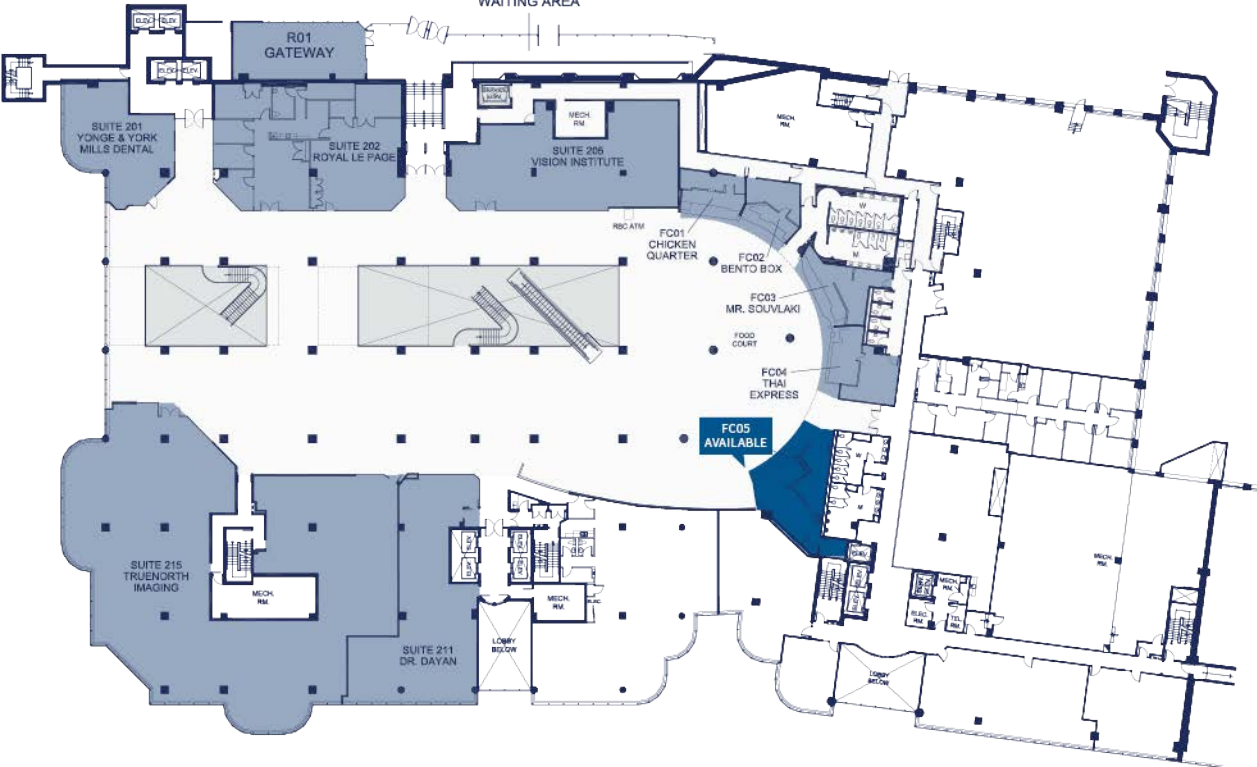 WAITING AREA
ELEV.
ELEV.
R01
GATEWAY
ELEV.
ELEV.
SUITE 201
YONGE & YORK
MILLS DENTAL
SUITE 202
ROYAL LE PAGE
MECH.
RM.
SUITE 205
VISION INSTITUTE
MECH.
RM.
RBC ATM
FC01
CHICKEN
QUARTER
FC02
BENTO BOX
W
M
FC03
MR. SOUVLAKI
FOOD
COURT
FC04
THAI
EXPRESS
FC05
AVAILABLE
SUITE 215
TRUENORTH
IMAGING
MECH.
RM.
SUITE 211
DR. DAYAN
ELEV.
ELEV.
ELEV.
ELEV.
MECH.
RM.
ELEC.
LOBBY
BELOW
ELEV.
ELEV.
ELEV.
MECH.
RM.
ELEC.
RM.
TEL.
RM.
MECH.
RM.
LOBBY
BELOW